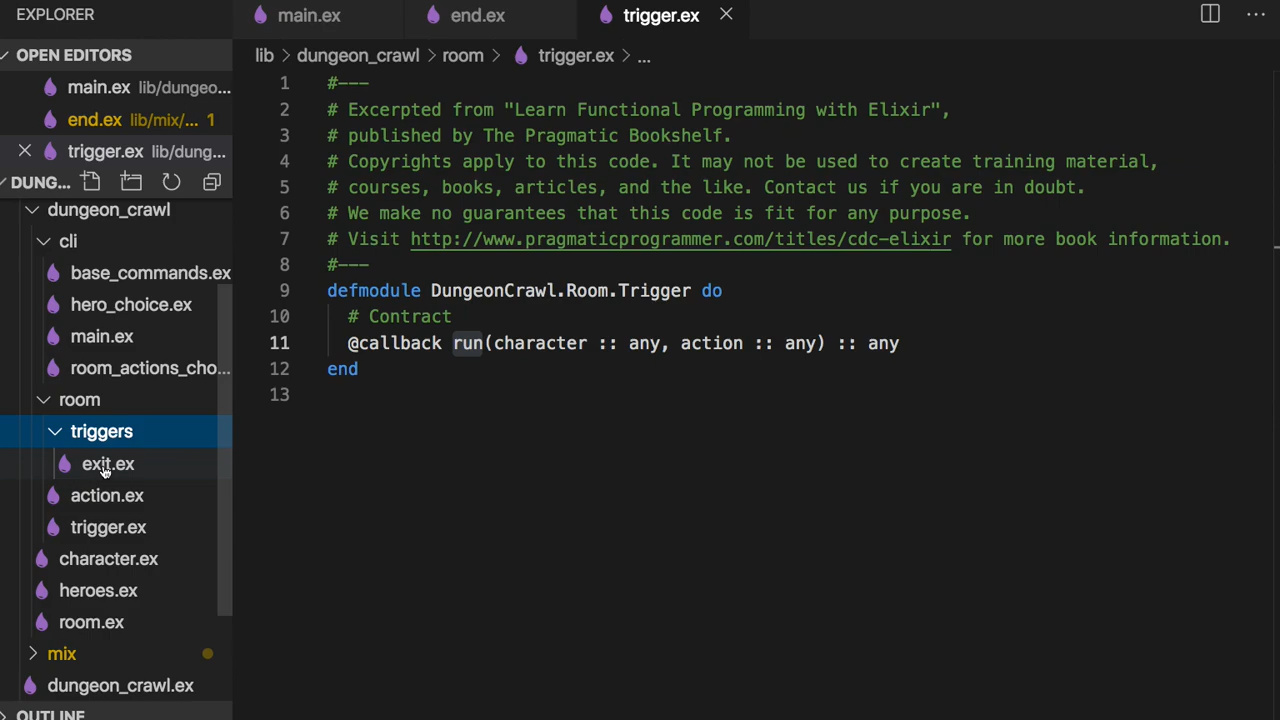 EXPLORER
OPEN EDITORS
main.ex lib/dungeo...
end.ex lib/mix/... 1
trigger.ex lib/dung...
DUNG...
dungeon_crawl
cli
base_commands.ex
hero_choice.ex
main.ex
room_actions_cho...
room
triggers
exit.ex
action.ex
trigger.ex
character.ex
heroes.ex
room.ex
mix
dungeon_crawl.ex
OUTLINE
main.ex end.ex trigger.ex
lib > dungeon_crawl > room > trigger.ex > ...
1 #---
2 # Excerpted from "Learn Functional Programming with Elixir",
3 # published by The Pragmatic Bookshelf.
4 # Copyrights apply to this code. It may not be used to create training material,
5 # courses, books, articles, and the like. Contact us if you are in doubt.
6 # We make no guarantees that this code is fit for any purpose.
7 # Visit http://www.pragmaticprogrammer.com/titles/cdc-elixir for more book information.
8 #---
9 defmodule DungeonCrawl.Room.Trigger do
10 # Contract
11 @callback run(character :: any, action :: any) :: any
12 end
13